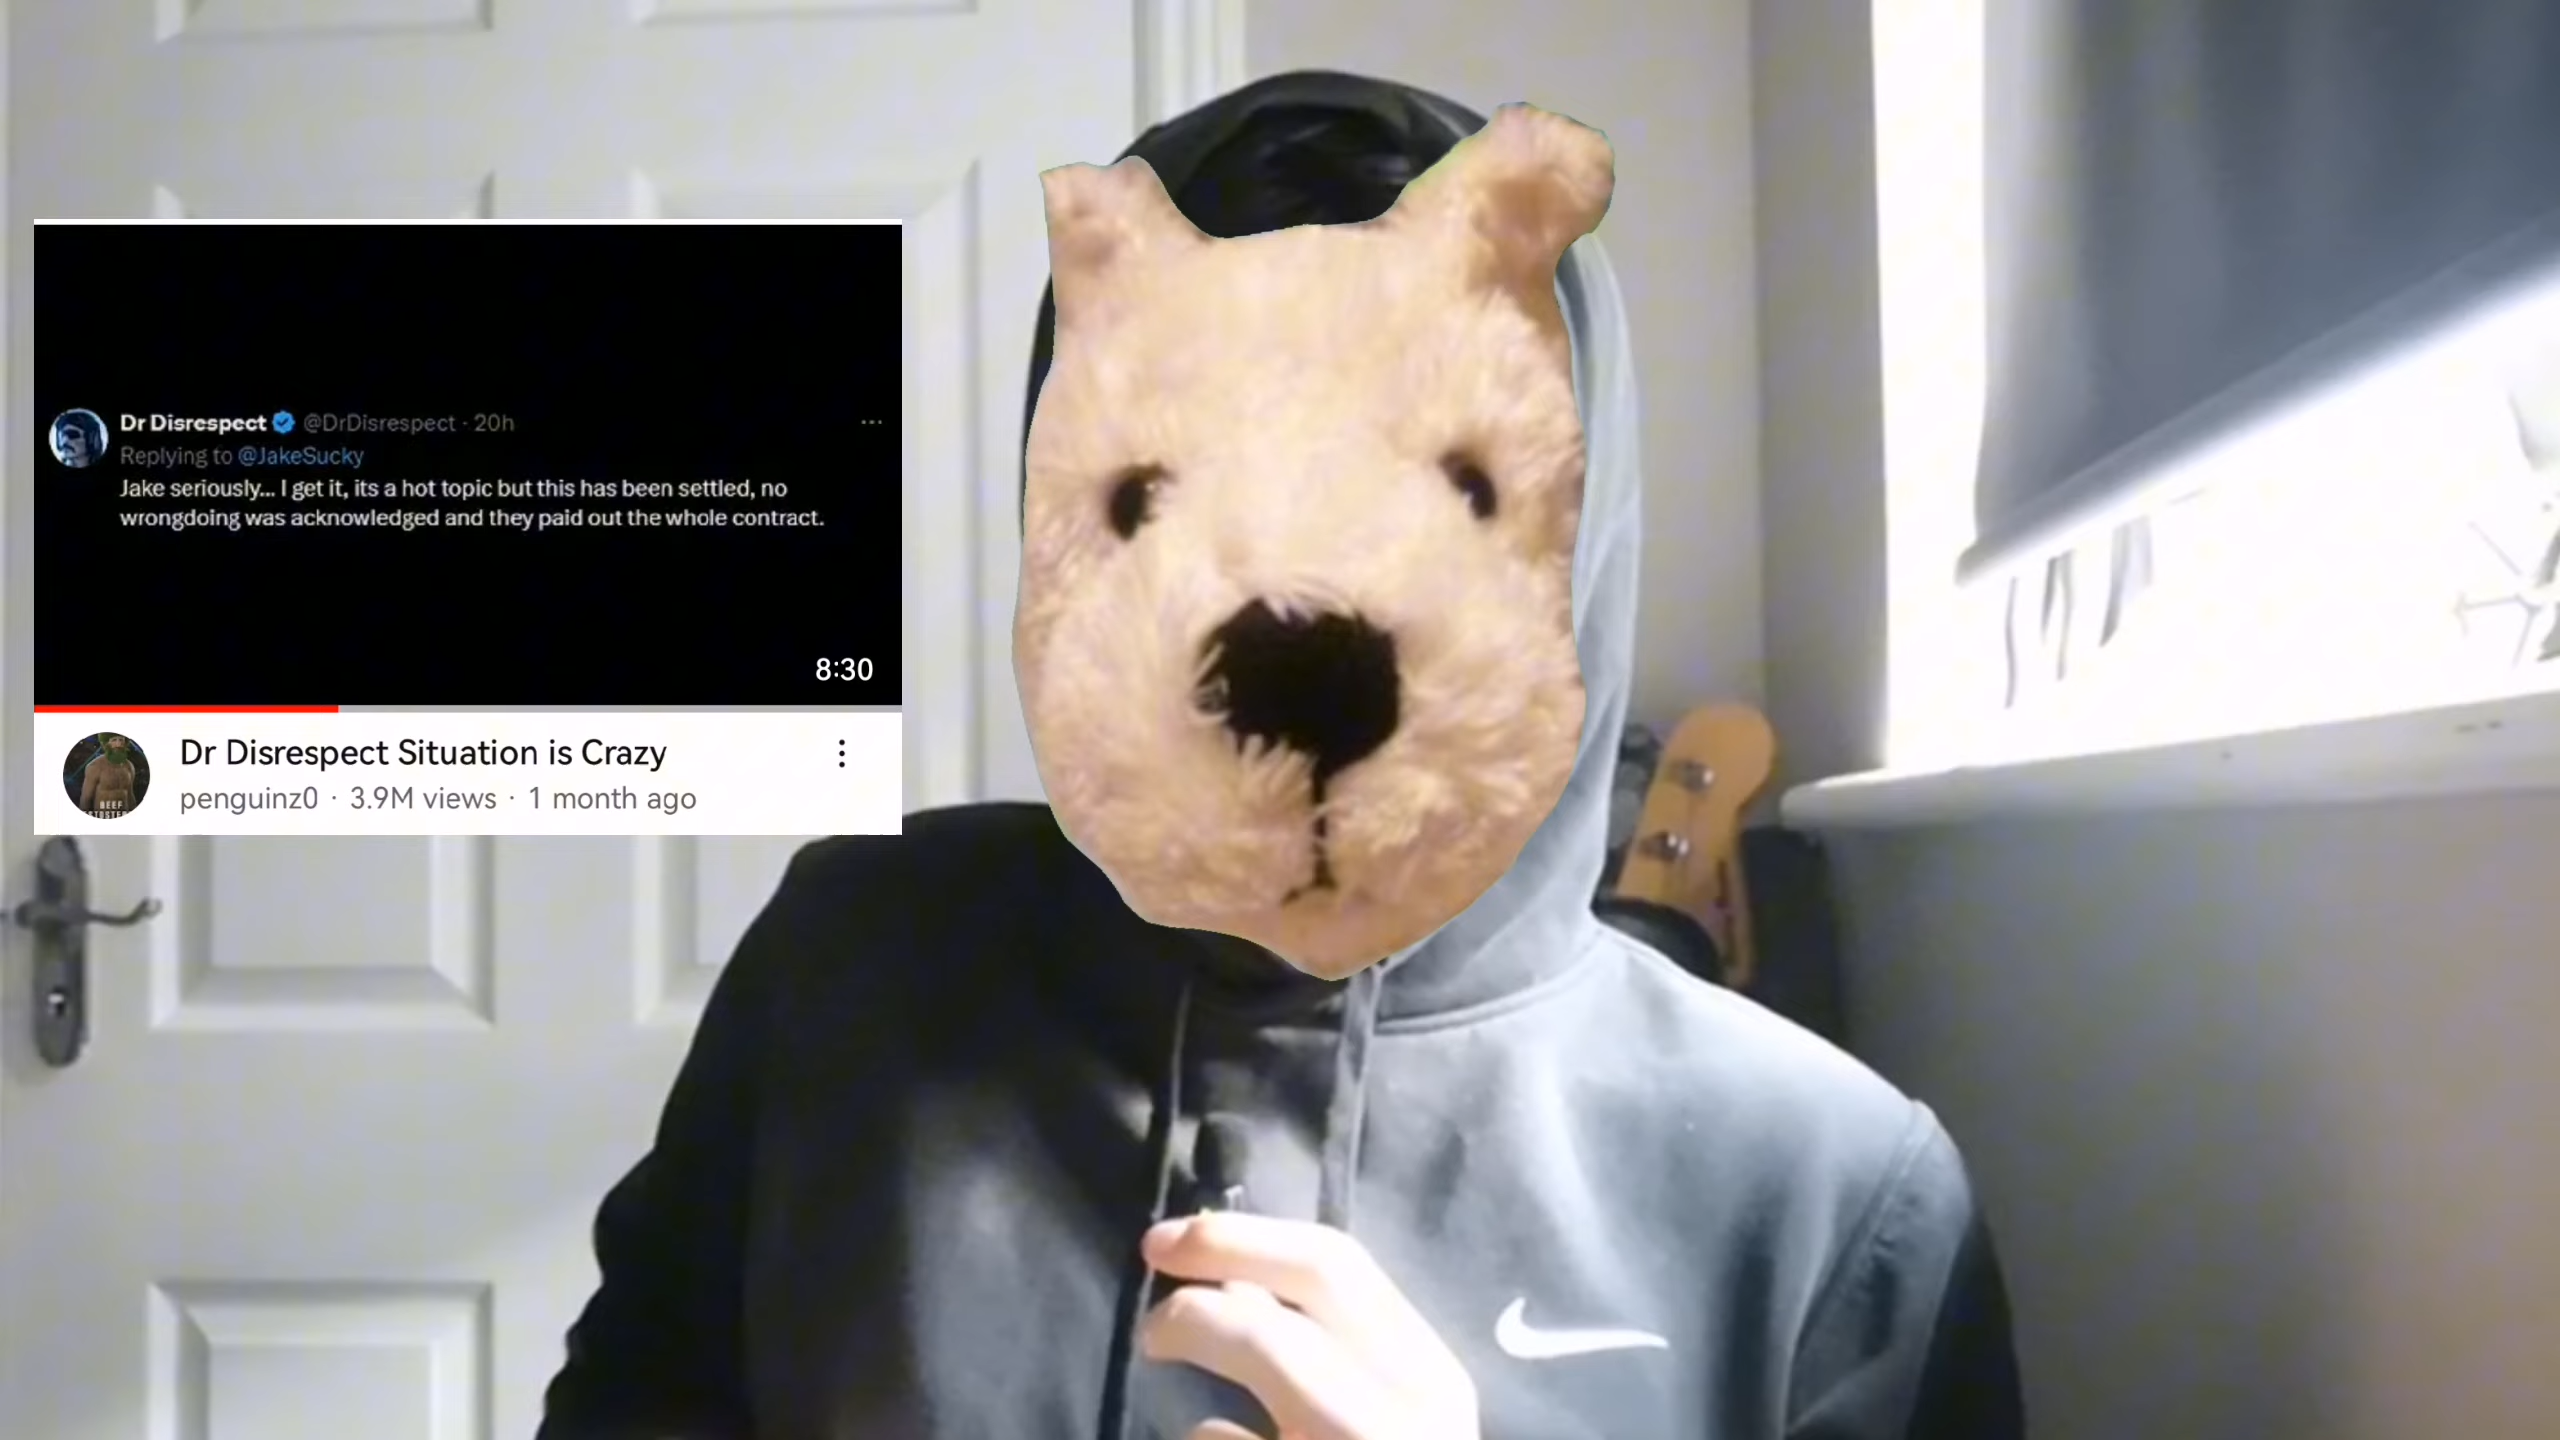 Dr Disrespect @DrDisrespect · 20h
Replying to @JakeSucky
Jake seriously... I get it, its a hot topic but this has been settled, no
wrongdoing was acknowledged and they paid out the whole contract.
8:30
Dr Disrespect Situation is Crazy
penguinz0 · 3.9M views · 1 month ago
BEEF